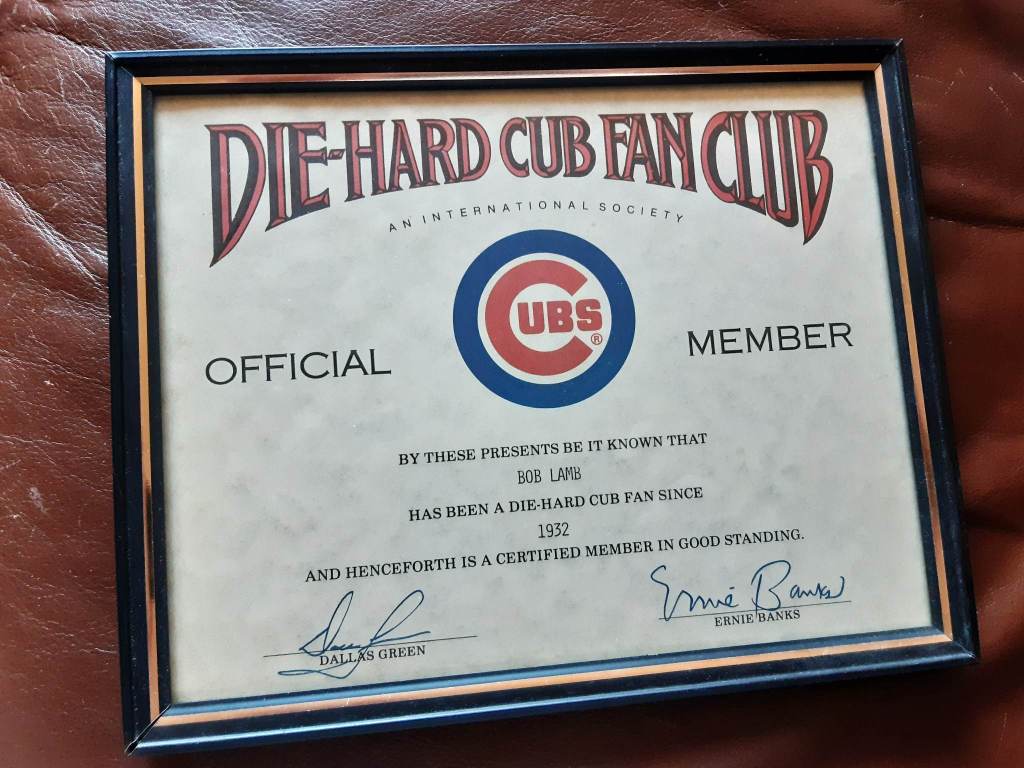 DIE-HARD CUB FAN CLUB
AN INTERNATIONAL SOCIETY
CUBS ®
OFFICIAL MEMBER
BY THESE PRESENTS BE IT KNOWN THAT
BOB LAMB
HAS BEEN A DIE-HARD CUB FAN SINCE
1932
AND HENCEFORTH IS A CERTIFIED MEMBER IN GOOD STANDING.
Ernie Banks
DALLAS GREEN ERNIE BANKS